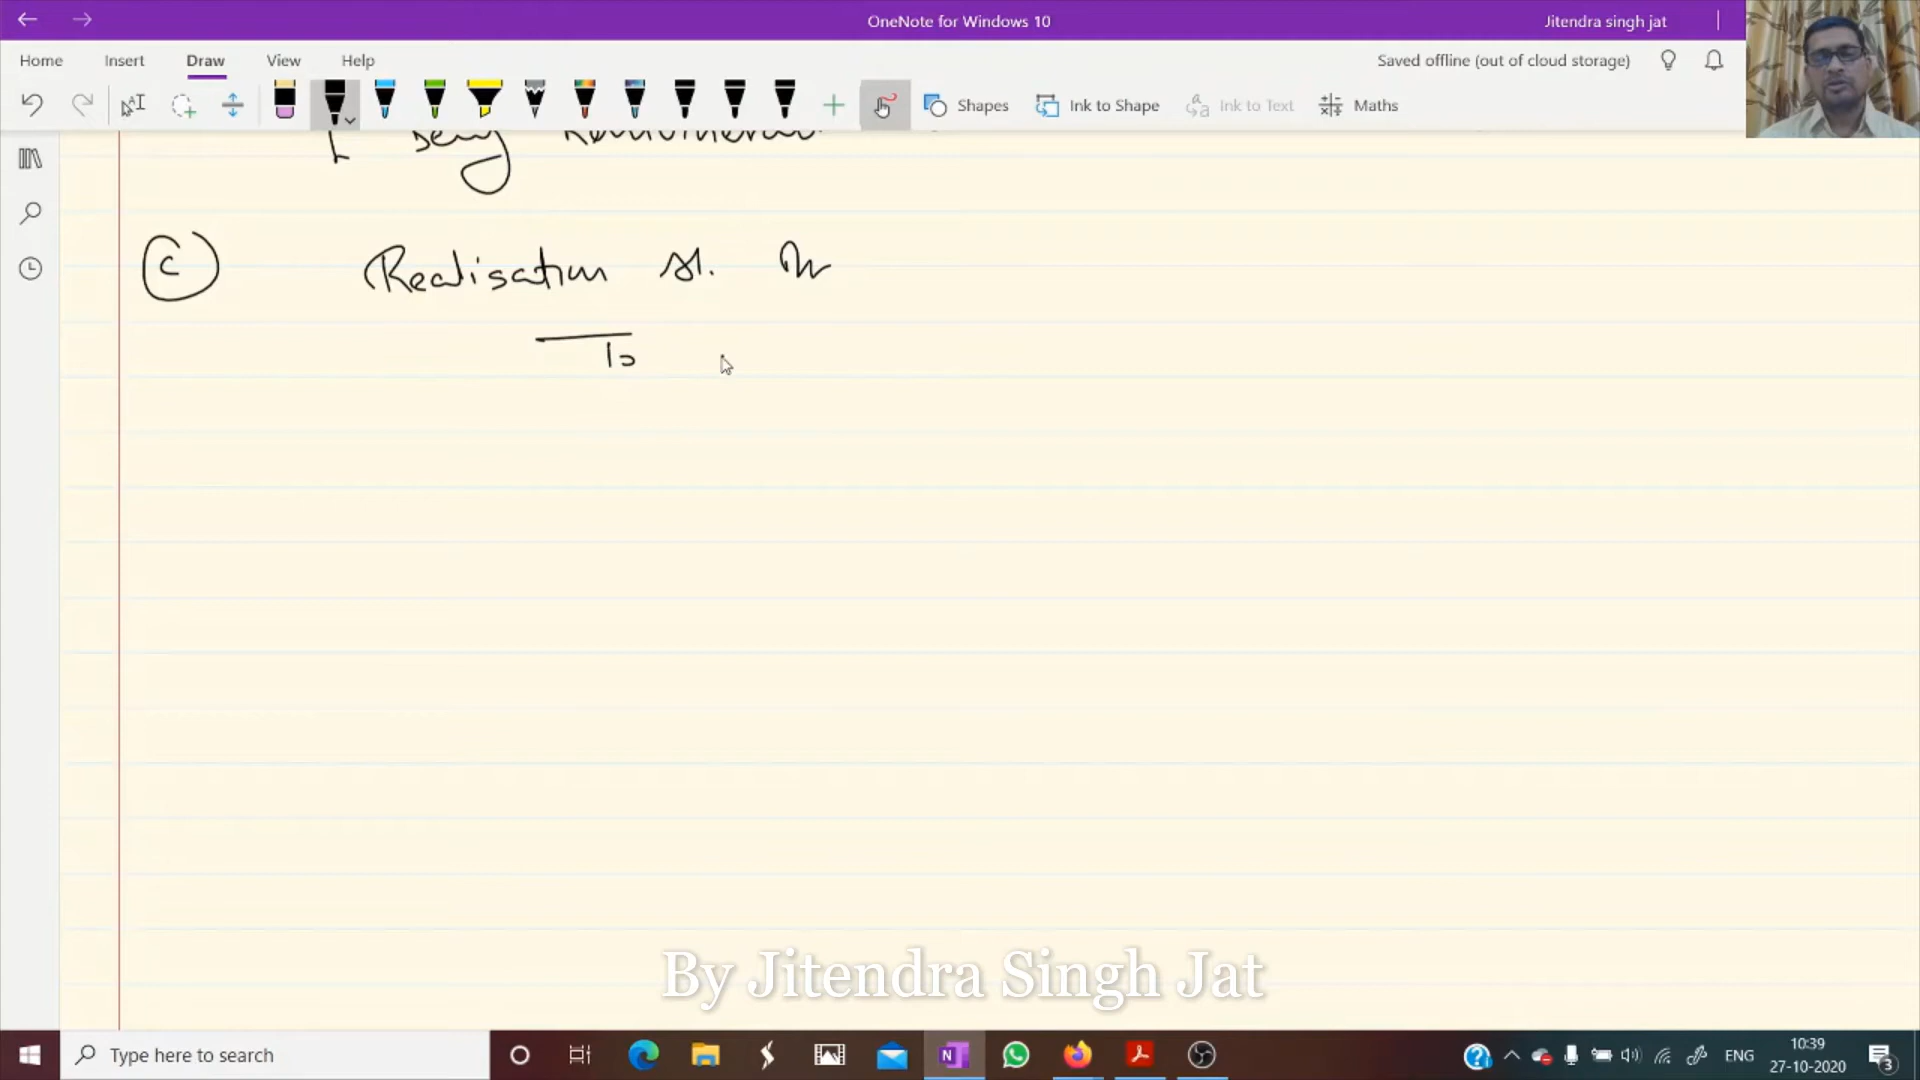 OneNote for Windows 10
Jitendra singh jat
Home Insert Draw View Help
Saved offline (out of cloud storage)
Shapes Ink to Shape Ink to Text Maths
Being
C Realisation A/. Dr
To
By Jitendra Singh Jat
Type here to search
ENG
10:39
27-10-2020
3